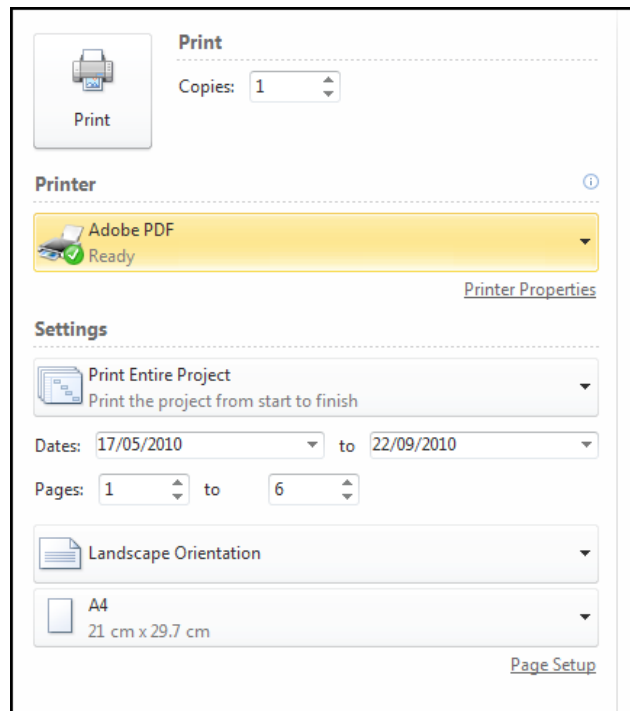 Print
Copies: 1
Print
Printer
Adobe PDF
Ready
Printer Properties
Settings
Print Entire Project
Print the project from start to finish
Dates: 17/05/2010 to 22/09/2010
Pages: 1 to 6
Landscape Orientation
A4
21 cm x 29.7 cm
Page Setup